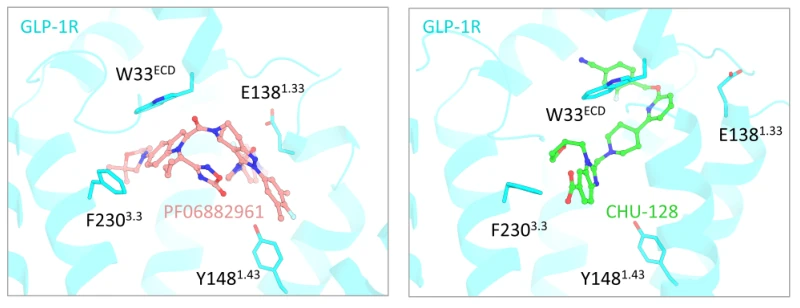 GLP-1R
W33ECD
E1381.33
F2303.3
PF06882961
Y1481.43
GLP-1R
W33ECD
E1381.33
F2303.3
CHU-128
Y1481.43